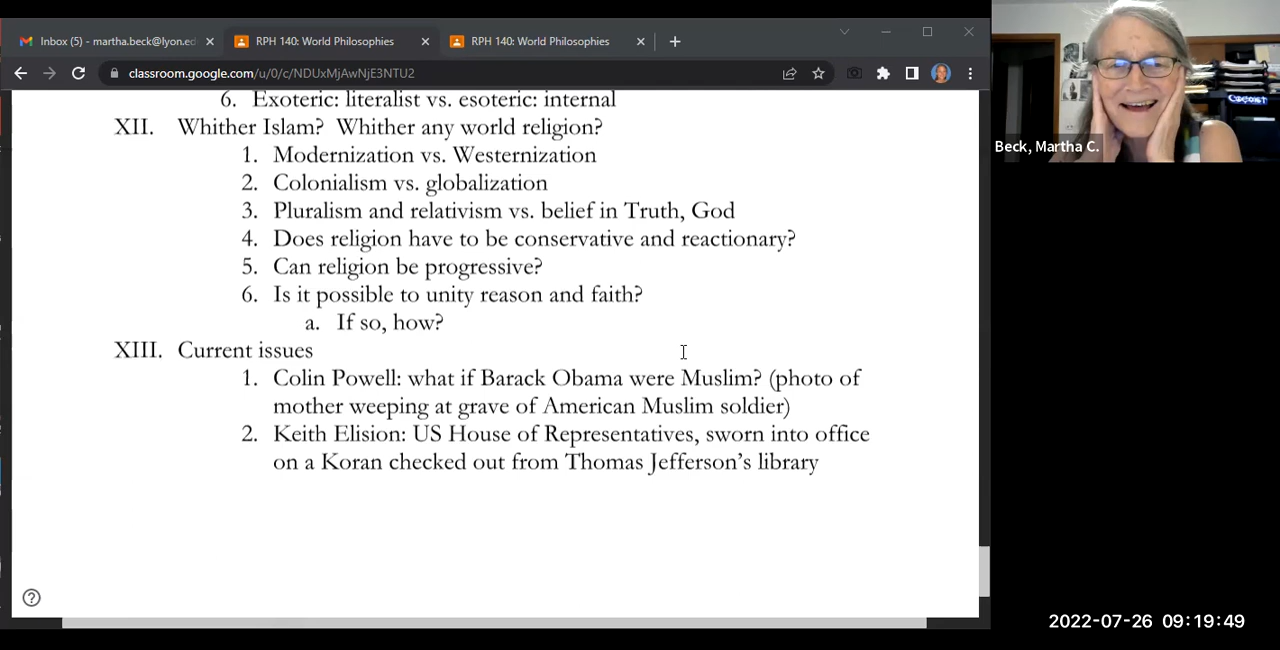 Inbox (5) - martha.beck@lyon.ed
RPH 140: World Philosophies
RPH 140: World Philosophies
classroom.google.com/u/0/c/NDUxMjAwNjE3NTU2
6. Exoteric: literalist vs. esoteric: internal
XII. Whither Islam? Whither any world religion?
1. Modernization vs. Westernization
2. Colonialism vs. globalization
3. Pluralism and relativism vs. belief in Truth, God
4. Does religion have to be conservative and reactionary?
5. Can religion be progressive?
6. Is it possible to unity reason and faith?
a. If so, how?
XIII. Current issues
1. Colin Powell: what if Barack Obama were Muslim? (photo of
mother weeping at grave of American Muslim soldier)
2. Keith Elision: US House of Representatives, sworn into office
on a Koran checked out from Thomas Jefferson's library
Beck, Martha C.
2022-07-26 09:19:49